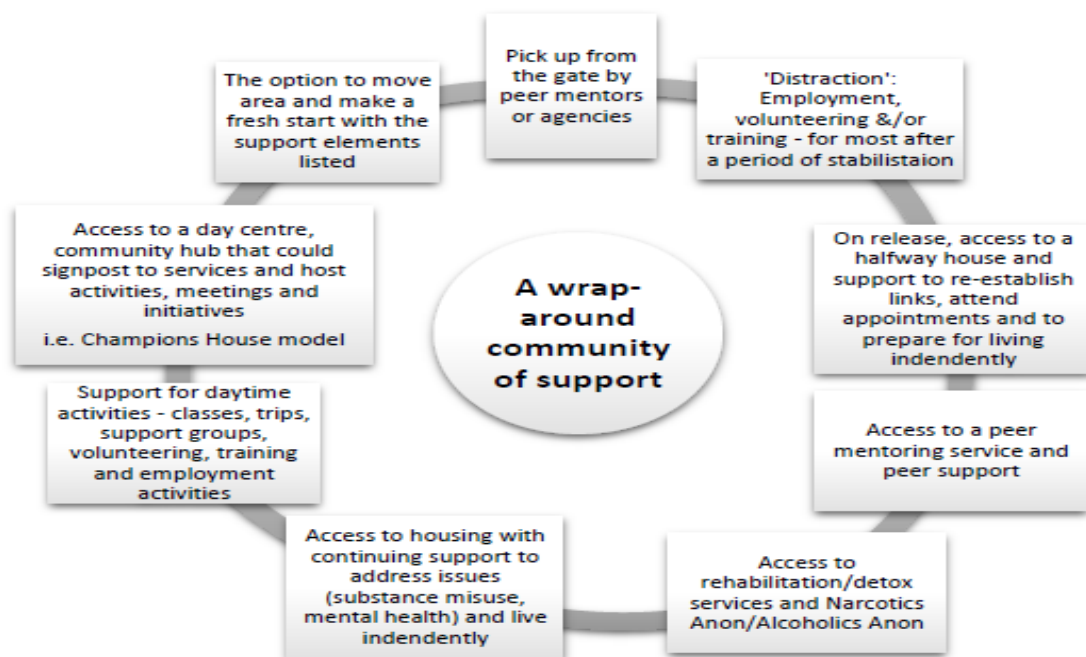 Pick up from
the gate by
peer mentors
or agencies
'Distraction':
Employment,
volunteering &/or
training - for most after
a period of stabilistaion
On release, access to a
halfway house and
support to re-establish
links, attend
appointments and to
prepare for living
indendently
Access to a peer
mentoring service and
peer support
Access to
rehabilitation/detox
services and Narcotics
Anon/Alcoholics Anon
Access to housing with
continuing support to
address issues
(substance misuse,
mental health) and live
indendently
Support for daytime
activities - classes, trips,
support groups,
volunteering, training
and employment
activities
Access to a day centre,
community hub that could
signpost to services and host
activities, meetings and
initiatives
i.e. Champions House model
The option to move
area and make a
fresh start with the
support elements
listed
A wrap-
around
community
of support